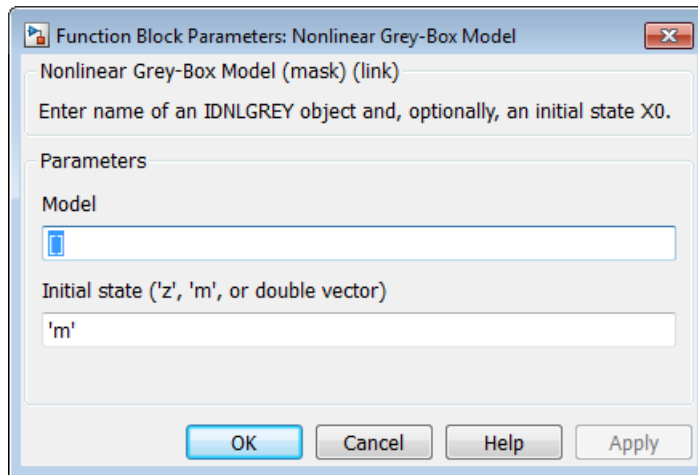 Function Block Parameters: Nonlinear Grey-Box Model
Nonlinear Grey-Box Model (mask) (link)
Enter name of an IDNLGREY object and, optionally, an initial state X0.
Parameters
Model
[]
Initial state ('z', 'm', or double vector)
'm'
OK Cancel Help Apply